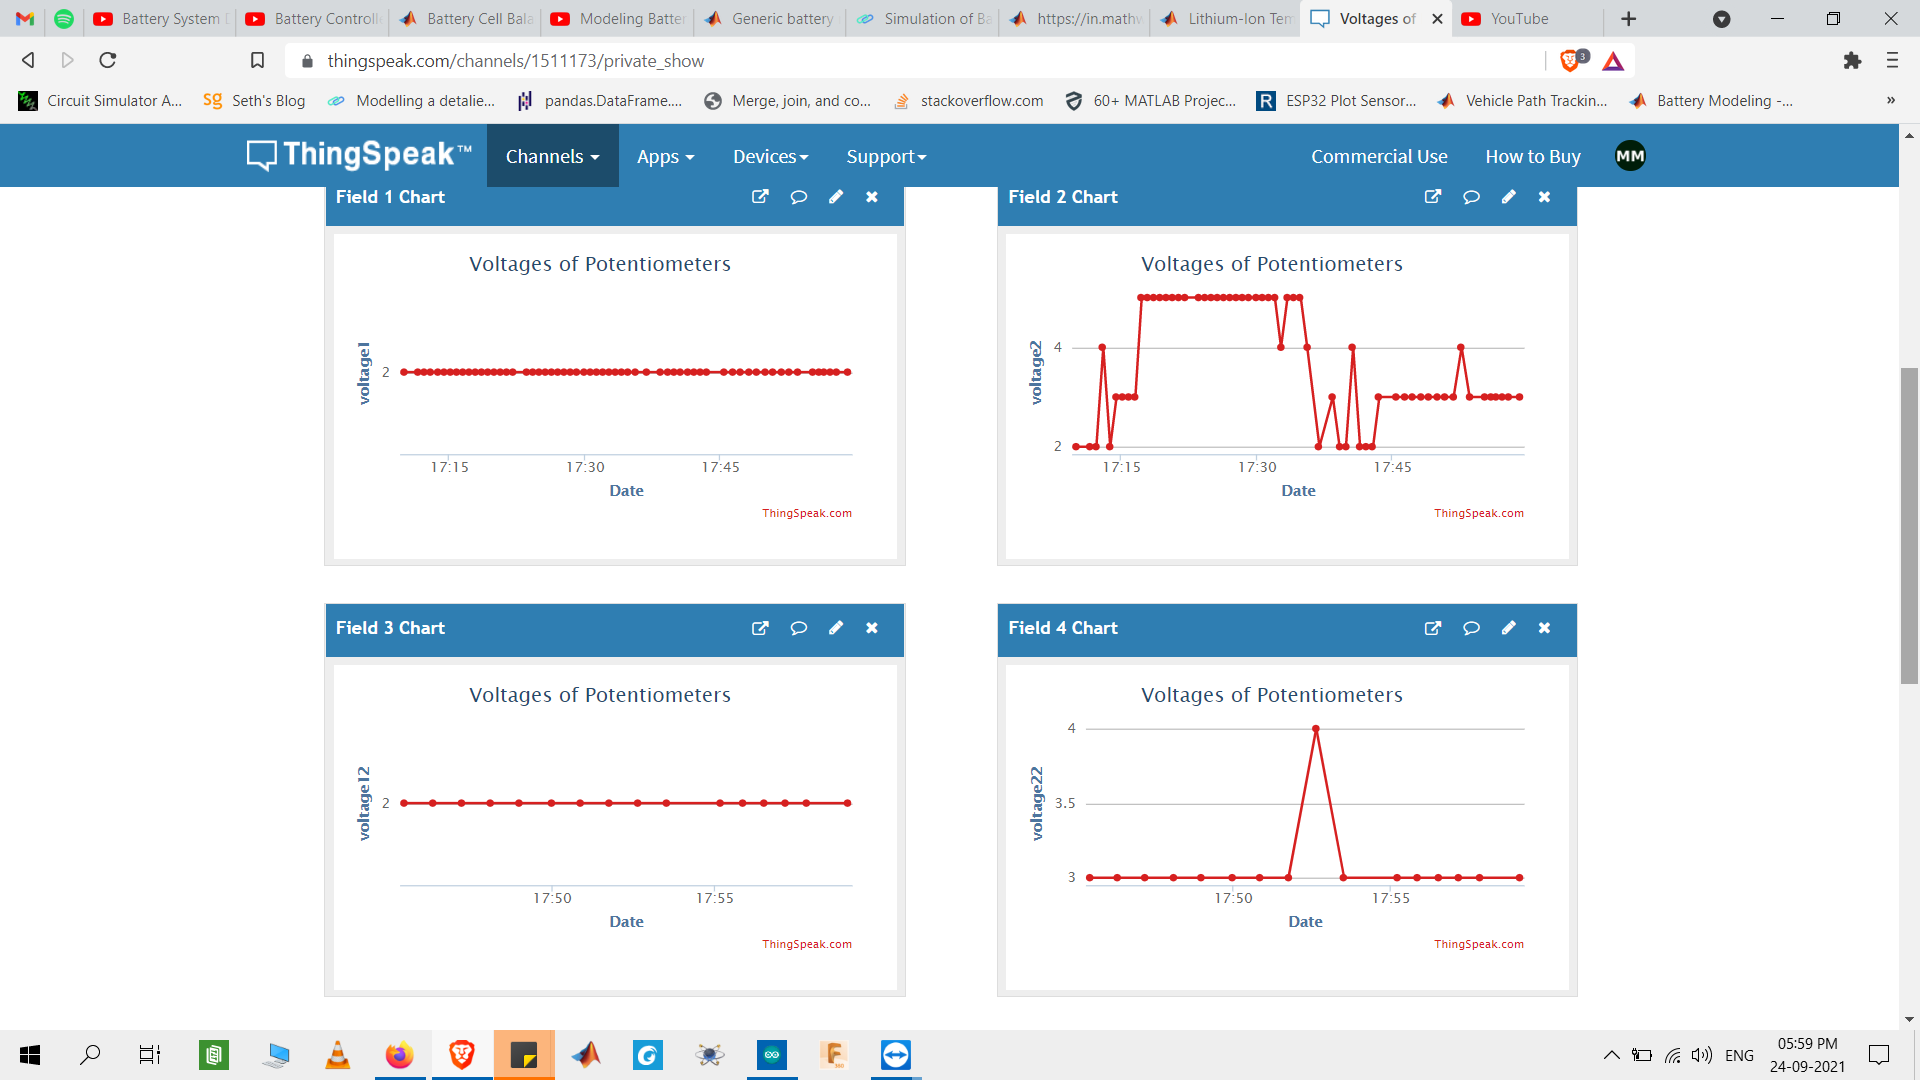 Battery System D
Battery Controll
Battery Cell Bala
Modeling Batter
Generic battery
Simulation of Ba
https://in.mathw
Lithium-Ion Tem
Voltages of
YouTube
thingspeak.com/channels/1511173/private_show
3
Circuit Simulator A...
sg Seth's Blog
Modelling a detalie...
pandas.DataFrame....
Merge, join, and co...
stackoverflow.com
60+ MATLAB Projec...
R ESP32 Plot Sensor...
Vehicle Path Trackin...
Battery Modeling -...
»
ThingSpeak™
Channels
Apps
Devices
Support
Commercial Use
How to Buy
MM
Field 1 Chart
Voltages of Potentiometers
voltage1
2
17:15 17:30 17:45
Date
ThingSpeak.com
Field 2 Chart
Voltages of Potentiometers
voltage2
4
2
17:15 17:30 17:45
Date
ThingSpeak.com
Field 3 Chart
Voltages of Potentiometers
voltage12
2
17:50 17:55
Date
ThingSpeak.com
Field 4 Chart
Voltages of Potentiometers
voltage22
4
3.5
3
17:50 17:55
Date
ThingSpeak.com
ENG
05:59 PM
24-09-2021